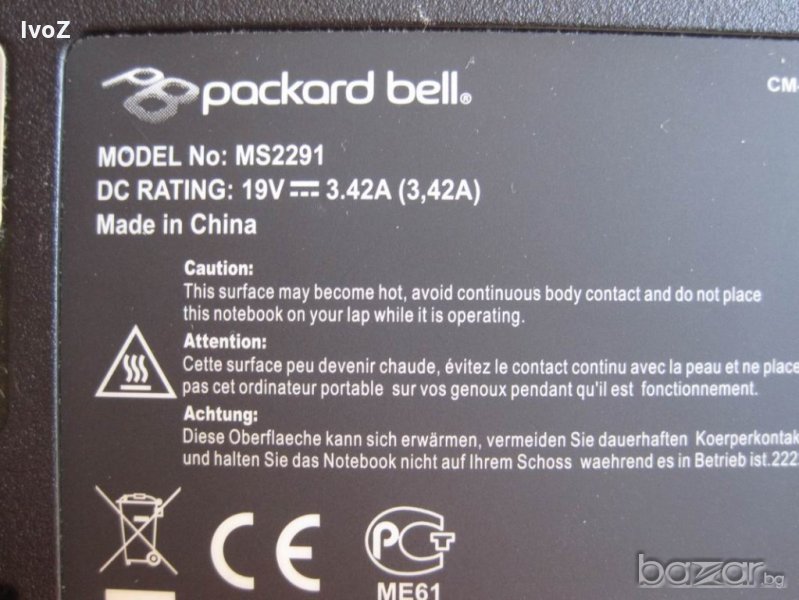 IvoZ
packard bell®
CM-
MODEL No: MS2291
DC RATING: 19V⎓3.42A (3,42A)
Made in China
Caution:
This surface may become hot, avoid continuous body contact and do not place
this notebook on your lap while it is operating.
Attention:
Cette surface peu devenir chaude, évitez le contact continu avec la peau et ne place
pas cet ordinateur portable sur vos genoux pendant qu'il est fonctionnement.
Achtung:
Diese Oberflaeche kann sich erwärmen, vermeiden Sie dauerhaften Koerperkontak
und halten Sie das Notebook nicht auf Ihrem Schoss waehrend es in Betrieb ist.222
CE
PCT
ME61
bazar.bg